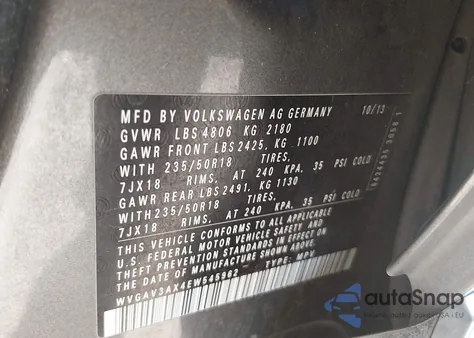 MFD BY VOLKSWAGEN AG GERMANY 10/13
GVWR LBS 4806 KG 2180
GAWR FRONT LBS 2425, KG 1100
WITH 235/50R18 TIRES,
7JX18 RIMS, AT 240 KPA, 35 PSI COLD
GAWR REAR LBS 2491, KG 1130
WITH 235/50R18 TIRES,
7JX18 RIMS, AT 240 KPA, 35 PSI COLD
THIS VEHICLE CONFORMS TO ALL APPLICABLE
U.S. FEDERAL MOTOR VEHICLE SAFETY AND
THEFT PREVENTION STANDARDS IN EFFECT ON
THE DATE OF MANUFACTURE SHOWN ABOVE.
WVGAV3AX4EW545962 - TYPE: MPV
autoSnap